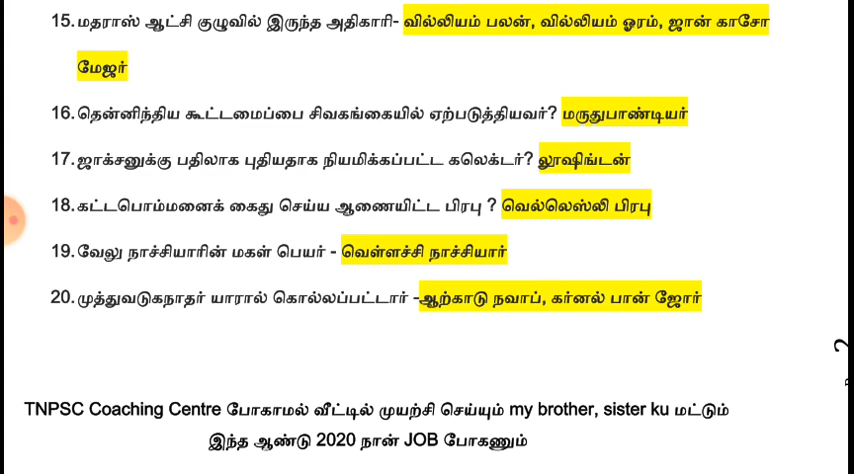 15. மதராஸ் ஆட்சி குழுவில் இருந்த அதிகாரி- வில்லியம் பலன், வில்லியம் ஓரம், ஜான் காசோ
மேஜர்
16. தென்னிந்திய கூட்டமைப்பை சிவகங்கையில் ஏற்படுத்தியவர்? மருதுபாண்டியர்
17. ஜாக்சனுக்கு பதிலாக புதியதாக நியமிக்கப்பட்ட கலெக்டர்? லூஷிங்டன்
18. கட்டபொம்மனைக் கைது செய்ய ஆணையிட்ட பிரபு ? வெல்லெஸ்லி பிரபு
19. வேலு நாச்சியாரின் மகள் பெயர் - வெள்ளச்சி நாச்சியார்
20. முத்துவடுகநாதர் யாரால் கொல்லப்பட்டார் -ஆற்காடு நவாப், கர்னல் பான் ஜோர்
2
TNPSC Coaching Centre போகாமல் வீட்டில் முயற்சி செய்யும் my brother, sister ku மட்டும்
இந்த ஆண்டு 2020 நான் JOB போகணும்